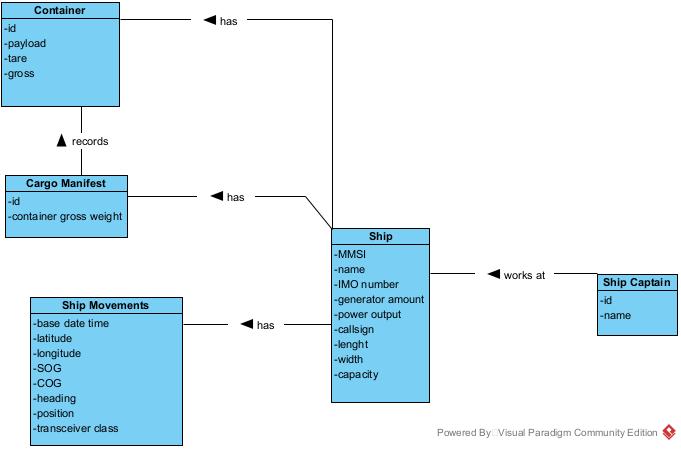 Container
-id
-payload
-tare
-gross
has
records
Cargo Manifest
-id
-container gross weight
has
Ship
-MMSI
-name
-IMO number
-generator amount
-power output
-callsign
-lenght
-width
-capacity
works at
Ship Captain
-id
-name
Ship Movements
-base date time
-latitude
-longitude
-SOG
-COG
-heading
-position
-transceiver class
has
Powered By Visual Paradigm Community Edition